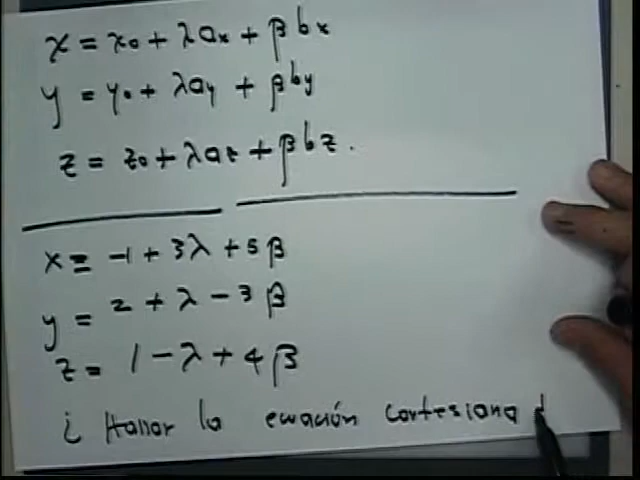 x = x₀ + λax + βbx
y = y₀ + λay + βby
z = z₀ + λaz + βbz.
x = -1 + 3λ + 5β
y = 2 + λ - 3β
z = 1 - λ + 4β
¿ Hallar la ecuación cartesiana